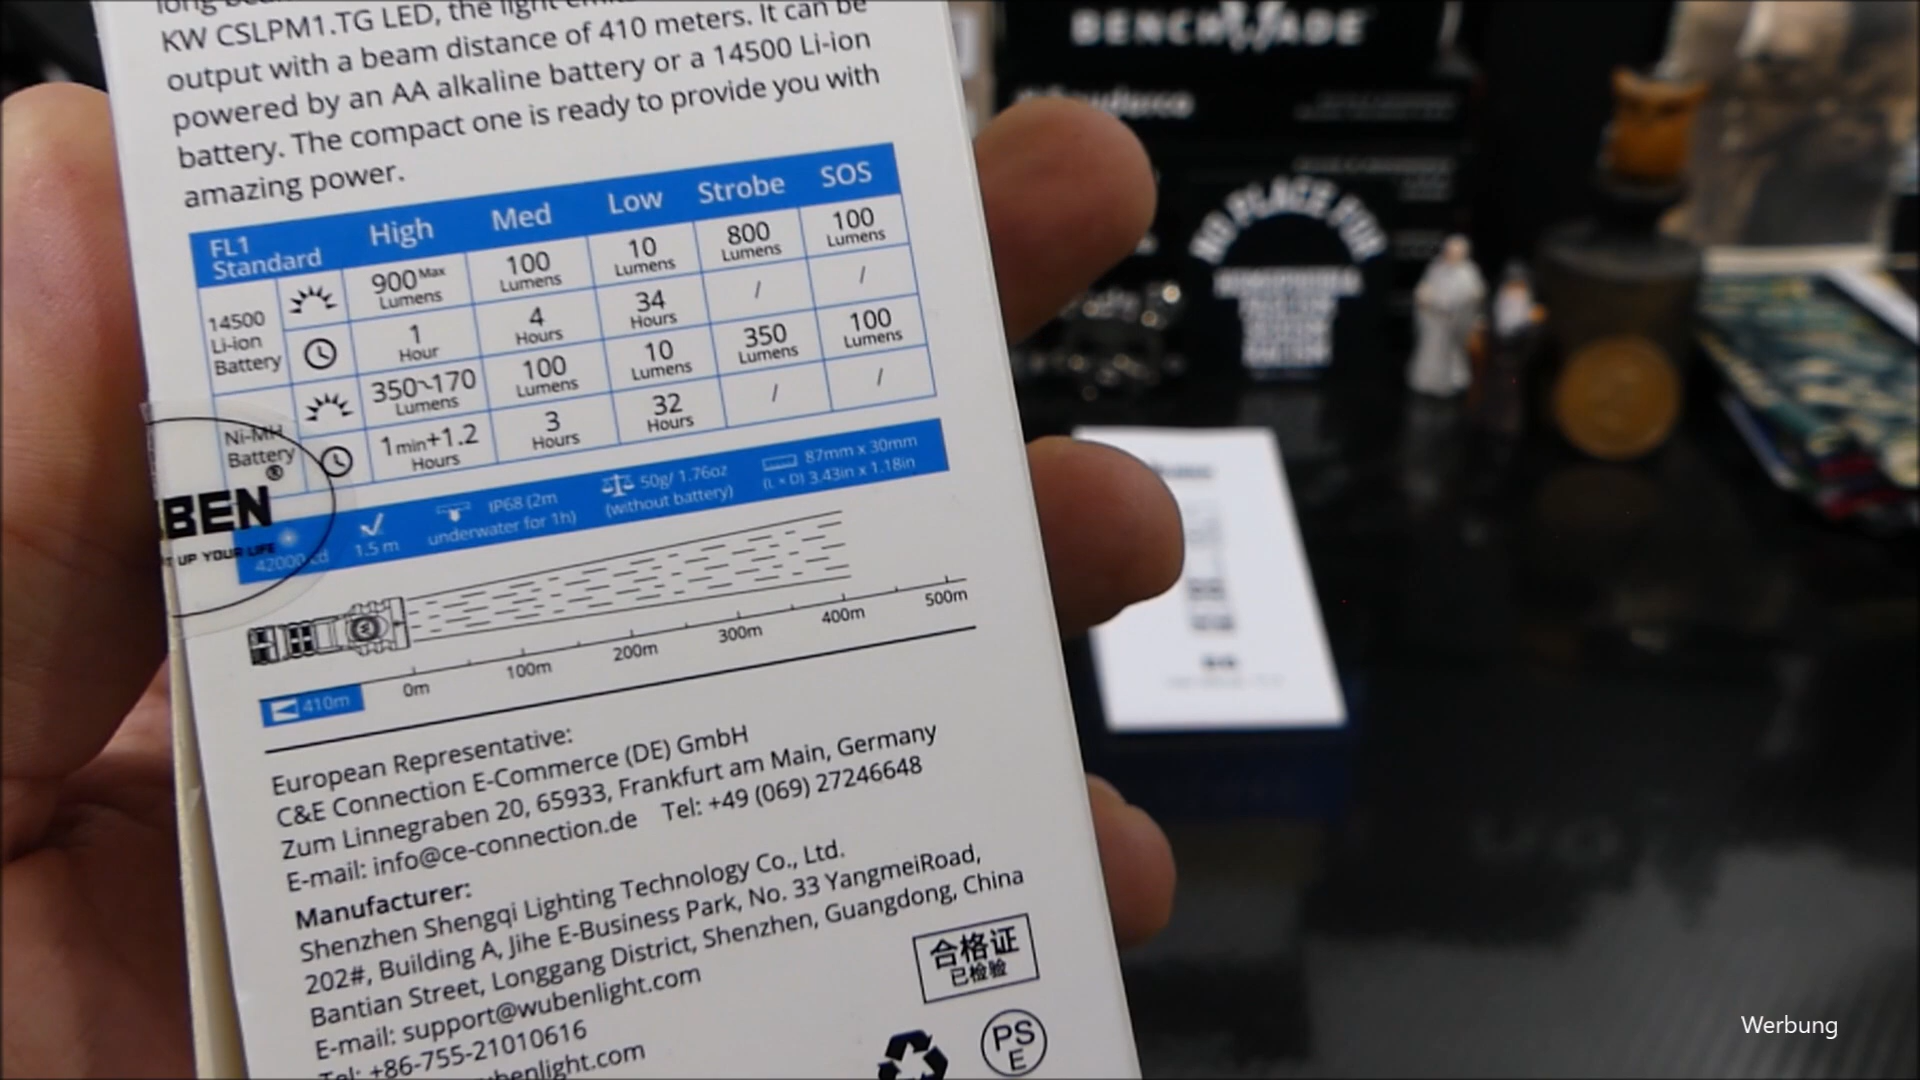 long
KW CSLPM1.TG LED, the light
output with a beam distance of 410 meters. It can be
powered by an AA alkaline battery or a 14500 Li-ion
battery. The compact one is ready to provide you with
amazing power.
FL1 Standard High Med Low Strobe SOS
14500 Li-ion Battery
900 Max Lumens 100 Lumens 10 Lumens 800 Lumens 100 Lumens
1 Hour 4 Hours 34 Hours / /
Ni-MH Battery
350~170 Lumens 100 Lumens 10 Lumens 350 Lumens 100 Lumens
1min+1.2 Hours 3 Hours 32 Hours / /
BEN®
UP YOUR LIFE
42000 cd 1.5 m IP68 (2m underwater for 1h) 50g/ 1.76oz (without battery) 87mm x 30mm (L × D) 3.43in x 1.18in
0m 100m 200m 300m 400m 500m
410m
European Representative:
C&E Connection E-Commerce (DE) GmbH
Zum Linnegraben 20, 65933, Frankfurt am Main, Germany
E-mail: info@ce-connection.de Tel: +49 (069) 27246648
Manufacturer:
Shenzhen Shengqi Lighting Technology Co., Ltd.
202#, Building A, Jihe E-Business Park, No. 33 YangmeiRoad,
Bantian Street, Longgang District, Shenzhen, Guangdong, China
E-mail: support@wubenlight.com
Tel: +86-755-21010616
benlight.com
合格证
已检验
PS
E
BENCHMADE
NO PLACE FOR
Werbung